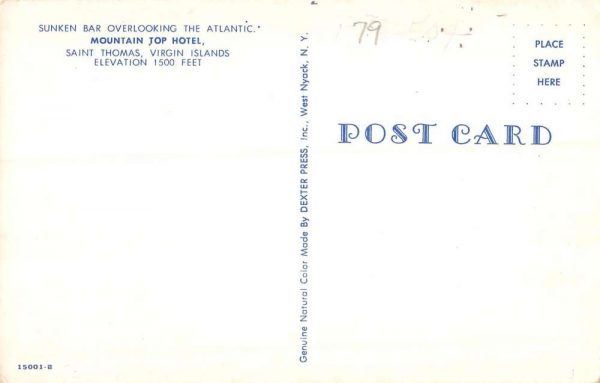 SUNKEN BAR OVERLOOKING THE ATLANTIC.
MOUNTAIN TOP HOTEL,
SAINT THOMAS, VIRGIN ISLANDS
ELEVATION 1500 FEET
79
PLACE
STAMP
HERE
POST CARD
Genuine Natural Color Made By DEXTER PRESS, Inc., West Nyack, N. Y.
15001-B